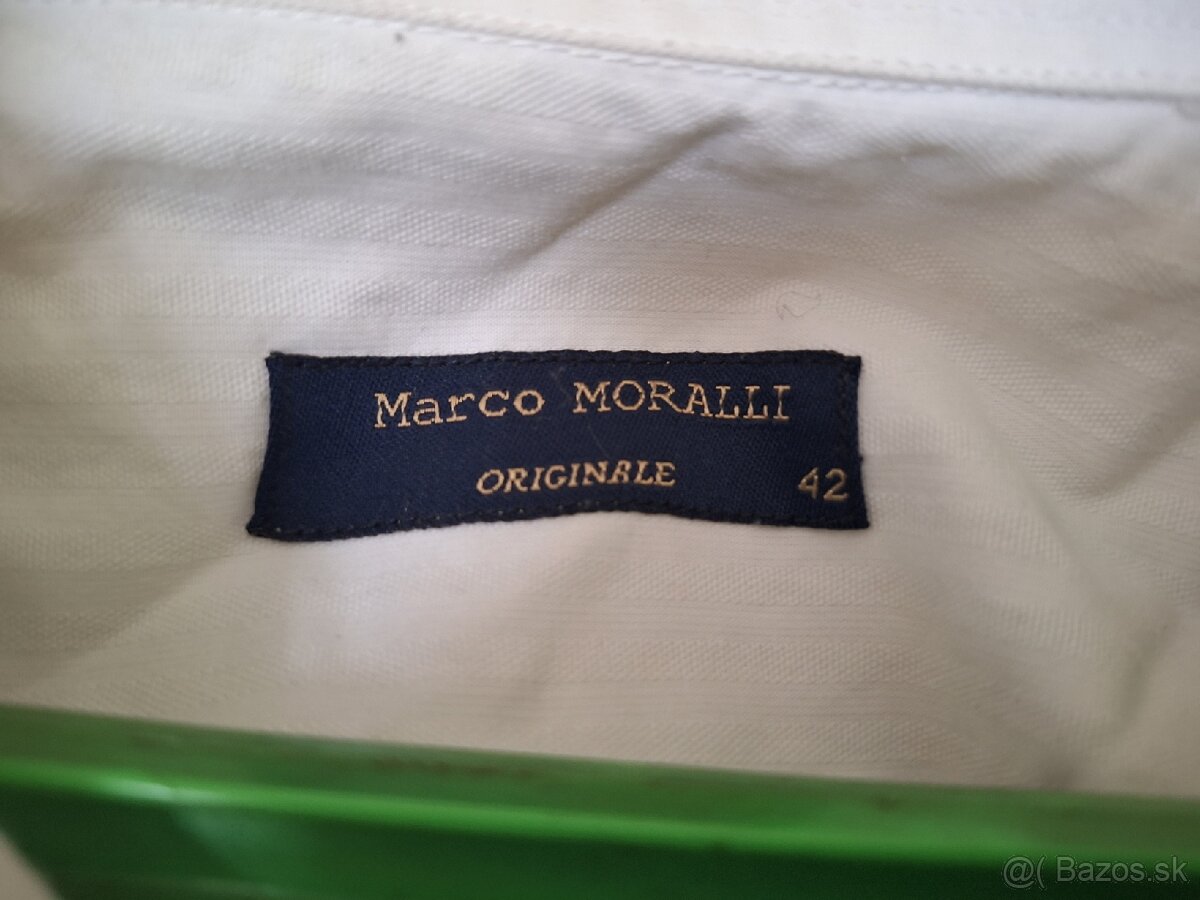 Marco MORALLI
ORIGINALE 42
@( Bazos.sk